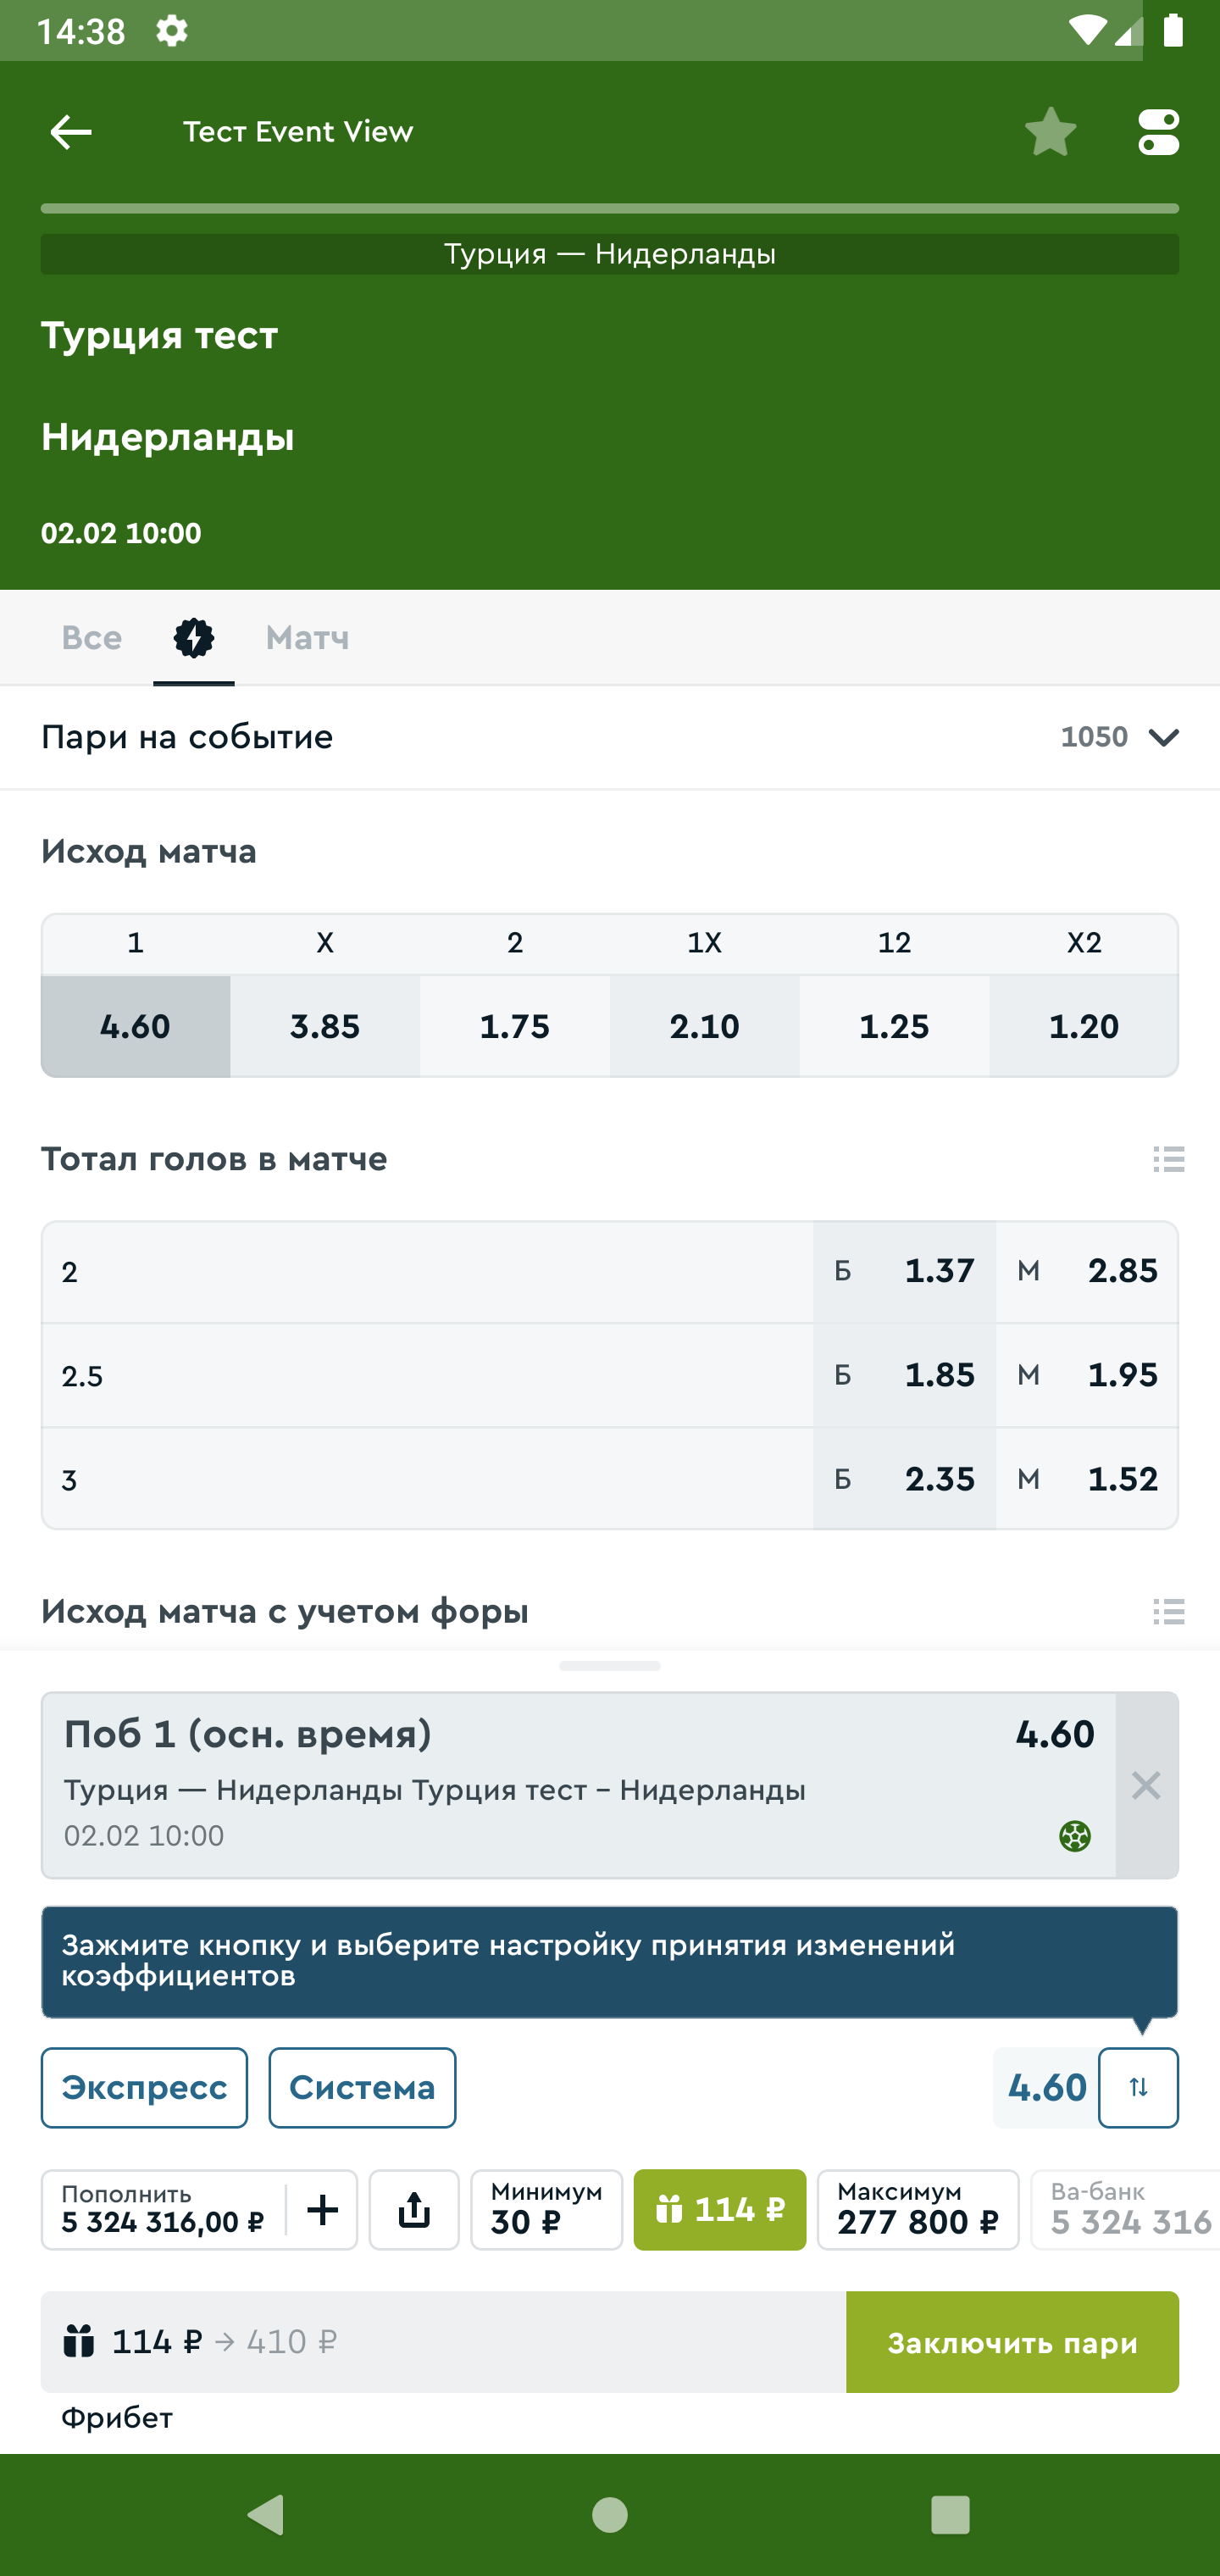 14:38
Тест Event View
Турция — Нидерланды
Турция тест
Нидерланды
02.02 10:00
Все Матч
Пари на событие 1050
Исход матча
1 X 2 1X 12 X2
4.60 3.85 1.75 2.10 1.25 1.20
Тотал голов в матче
2 Б 1.37 М 2.85
2.5 Б 1.85 М 1.95
3 Б 2.35 М 1.52
Исход матча с учетом форы
Поб 1 (осн. время) 4.60
Турция — Нидерланды Турция тест – Нидерланды
02.02 10:00
Зажмите кнопку и выберите настройку принятия изменений
коэффициентов
Экспресс Система 4.60
Пополнить Минимум Максимум Ва-банк
5 324 316,00 ₽ 30 ₽ 114 ₽ 277 800 ₽ 5 324 316
114 ₽ → 410 ₽ Заключить пари
Фрибет